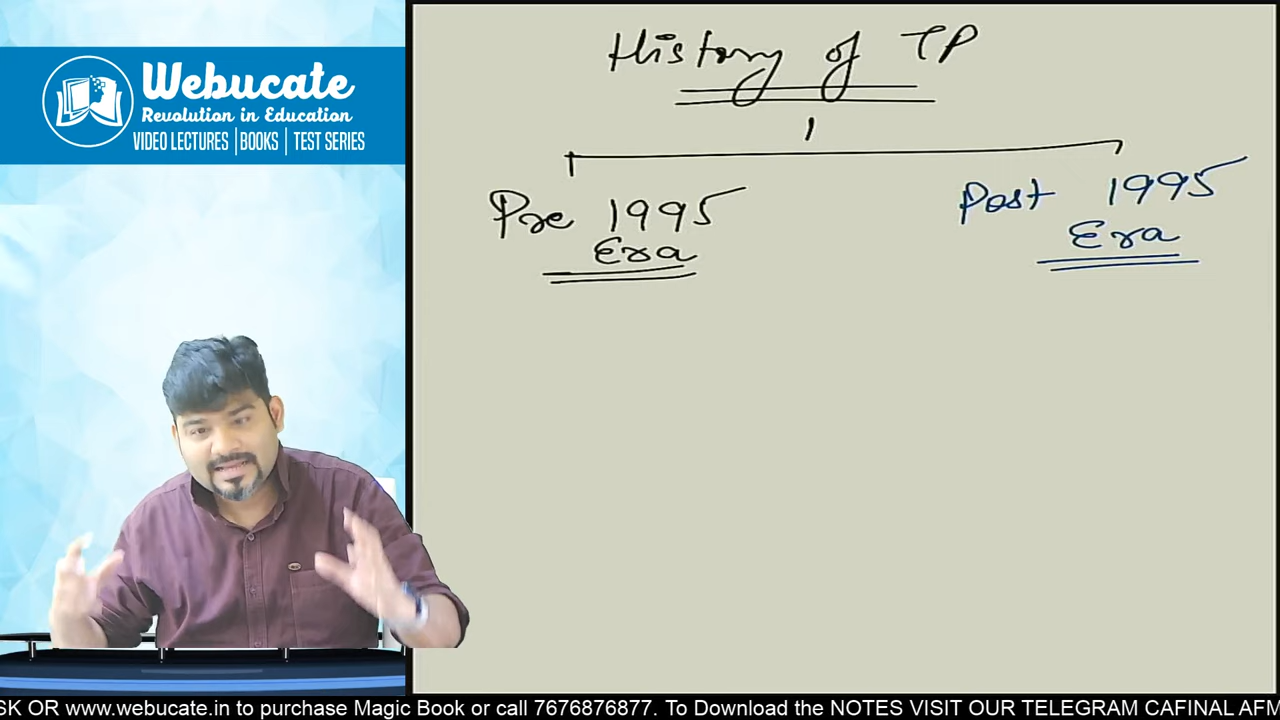 Webucate
Revolution in Education
VIDEO LECTURES | BOOKS | TEST SERIES
History of TP
Pre 1995
Era
Post 1995
Era
SK OR www.webucate.in to purchase Magic Book or call 7676876877. To Download the NOTES VISIT OUR TELEGRAM CAFINAL AFM